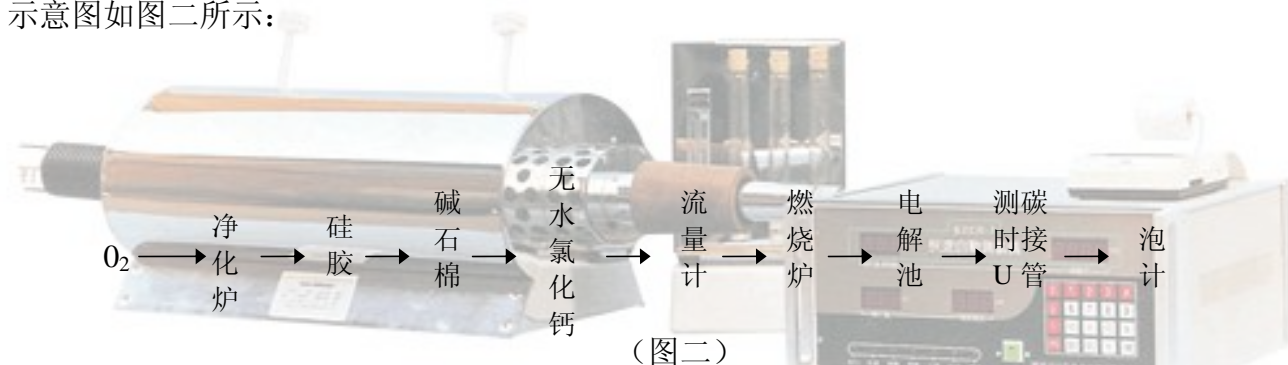 示意图如图二所示:
O₂
净化炉
硅胶
碱石棉
无水氯化钙
流量计
燃烧炉
电解池
测碳时接U管
泡计
(图二)